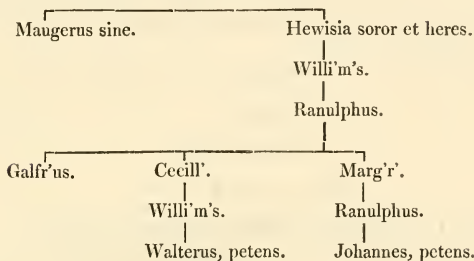 Maugerus sine. Hewisia soror et heres.
Willi'm's.
Ranulphus.
Galfr'us. Cecill'. Marg'r'.
Willi'm's. Ranulphus.
Walterus, petens. Johannes, petens.